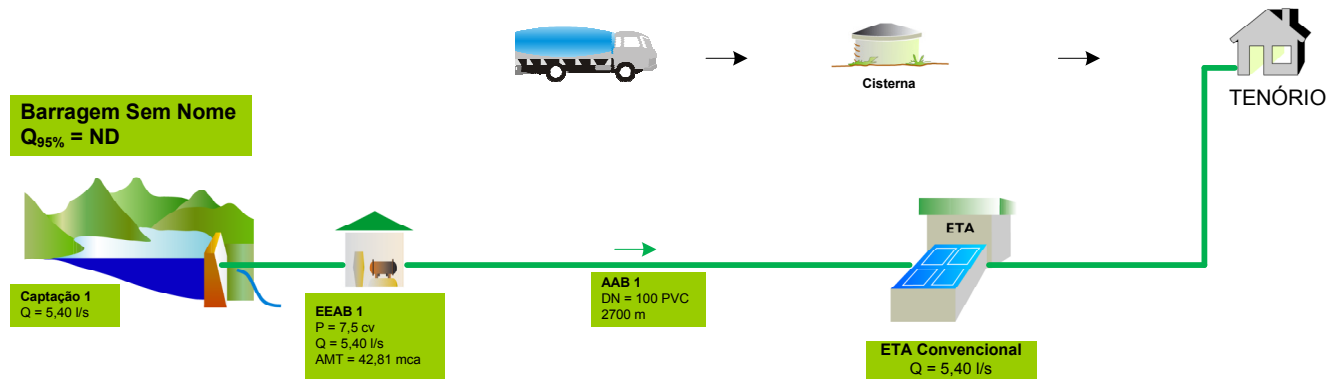 Cisterna
TENÓRIO
Barragem Sem Nome
Q95% = ND
ETA
Captação 1
Q = 5,40 l/s
EEAB 1
P = 7,5 cv
Q = 5,40 l/s
AMT = 42,81 mca
AAB 1
DN = 100 PVC
2700 m
ETA Convencional
Q = 5,40 l/s